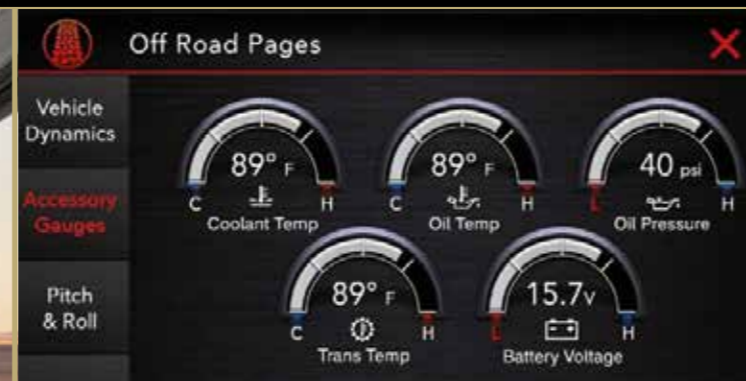 Off Road Pages
Vehicle
Dynamics
Accessory
Gauges
Pitch
& Roll
89° F
C H
Coolant Temp
89° F
C H
Oil Temp
40 psi
L H
Oil Pressure
89° F
C H
Trans Temp
15.7v
L H
Battery Voltage